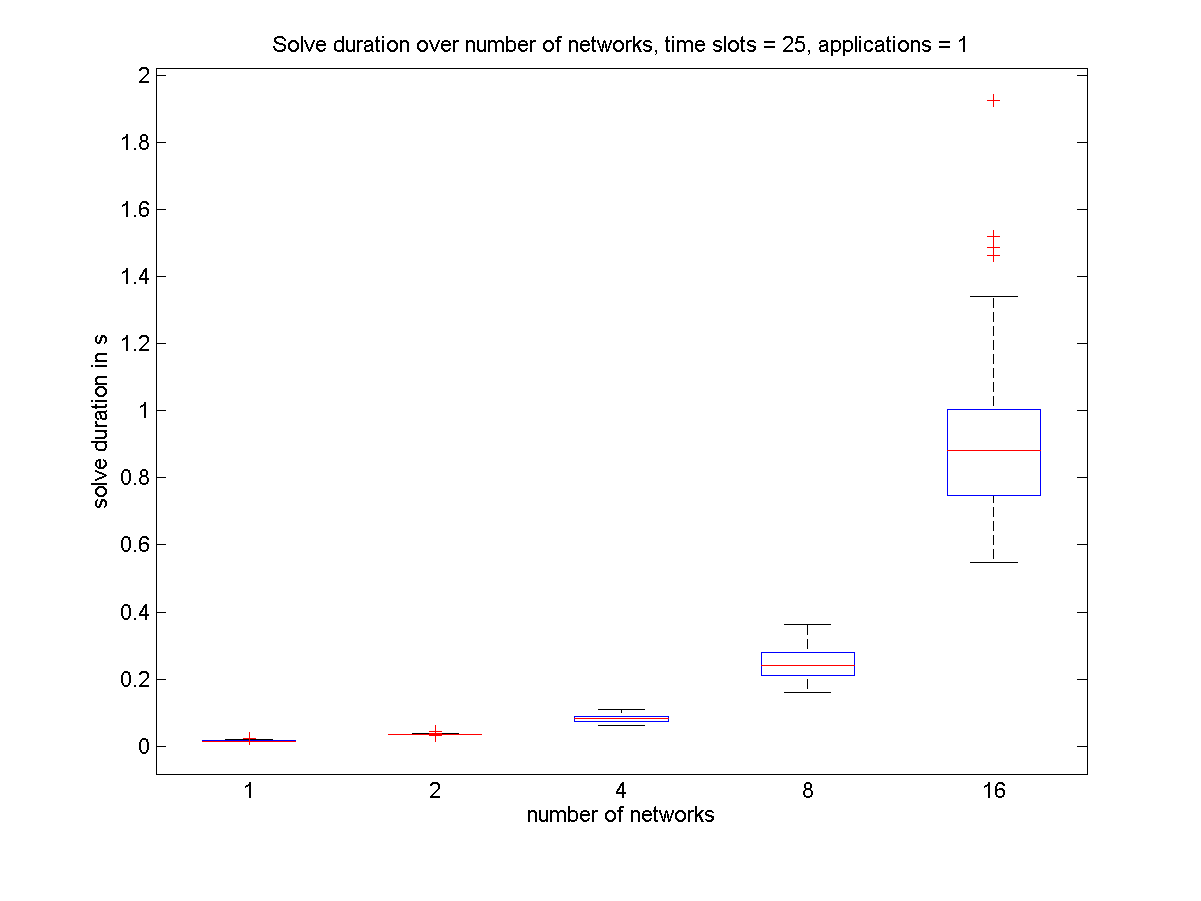 Solve duration over number of networks, time slots = 25, applications = 1
2
1.8
1.6
1.4
1.2
1
0.8
0.6
0.4
0.2
0
solve duration in s
1 2 4 8 16
number of networks